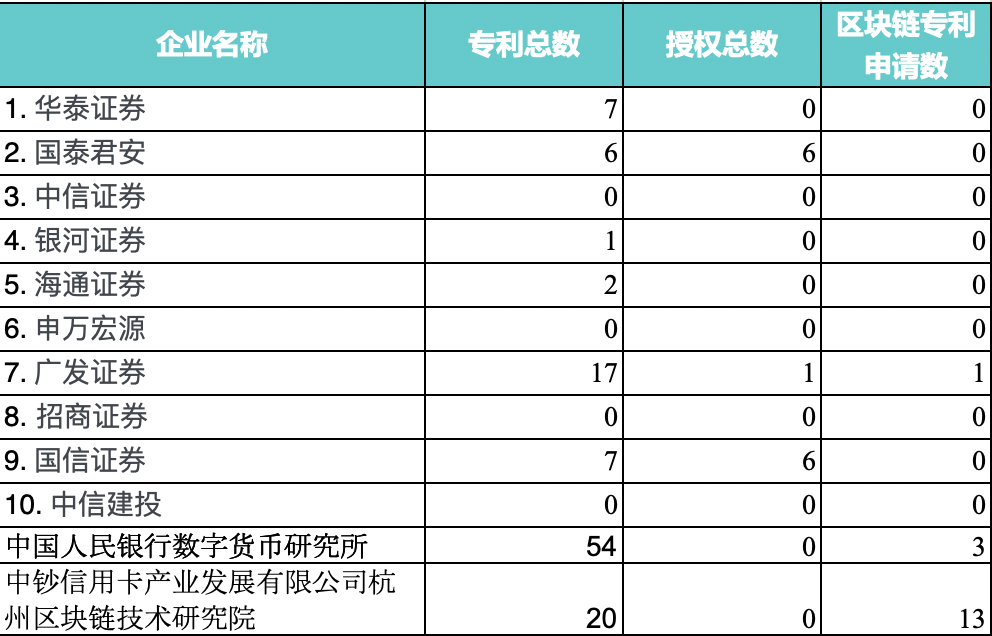 企业名称 专利总数 授权总数 区块链专利
申请数
1. 华泰证券 7 0 0
2. 国泰君安 6 6 0
3. 中信证券 0 0 0
4. 银河证券 1 0 0
5. 海通证券 2 0 0
6. 申万宏源 0 0 0
7. 广发证券 17 1 1
8. 招商证券 0 0 0
9. 国信证券 7 6 0
10. 中信建投 0 0 0
中国人民银行数字货币研究所 54 0 3
中钞信用卡产业发展有限公司杭
州区块链技术研究院 20 0 13